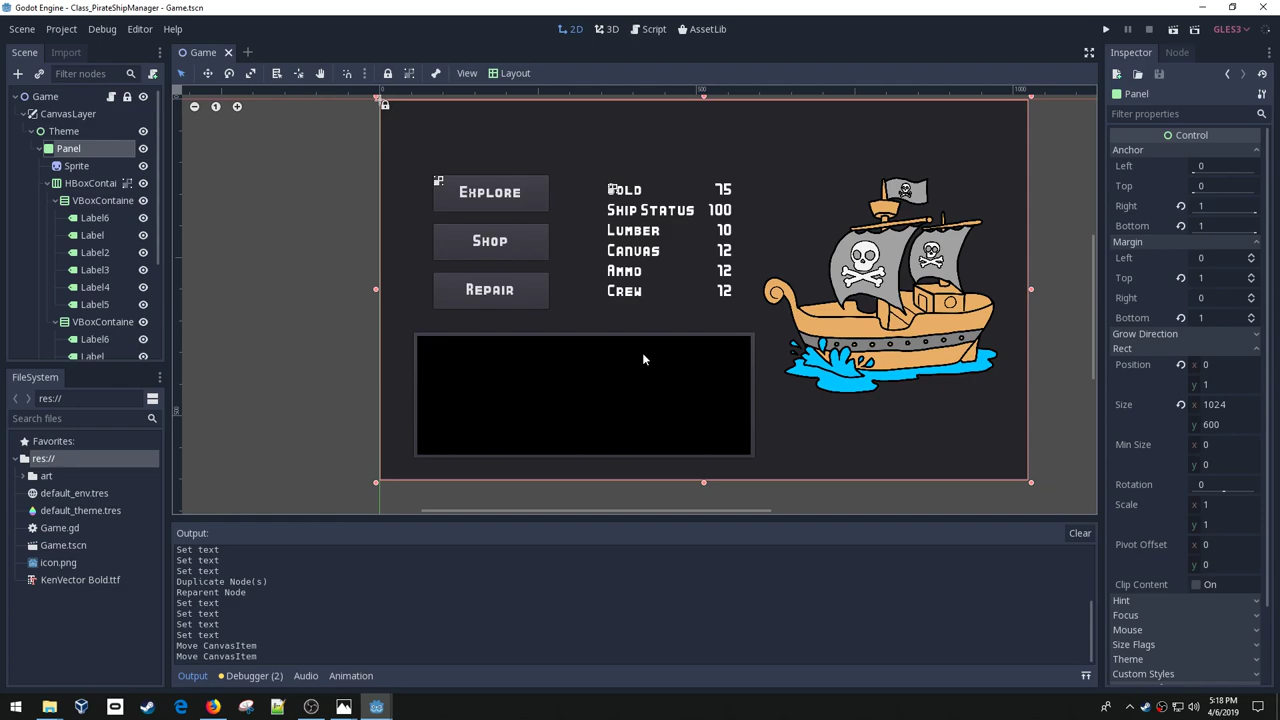 Godot Engine - Class_PirateShipManager - Game.tscn
Scene Project Debug Editor Help
2D 3D Script AssetLib
GLES3
Scene Import
Filter nodes
Game
CanvasLayer
Theme
Panel
Sprite
HBoxContai
VBoxContaine
Label6
Label
Label2
Label3
Label4
Label5
VBoxContaine
Label6
Label
FileSystem
res://
Search files
Favorites:
res://
art
default_env.tres
default_theme.tres
Game.gd
Game.tscn
icon.png
KenVector Bold.ttf
Game
View Layout
0 500 1000
500
Explore
Shop
Repair
Gold 75
Ship Status 100
Lumber 10
Canvas 12
Ammo 12
Crew 12
Output:
Clear
Set text
Set text
Set text
Duplicate Node(s)
Reparent Node
Set text
Set text
Set text
Set text
Move CanvasItem
Move CanvasItem
Output Debugger (2) Audio Animation
Inspector Node
Panel
Filter properties
Control
Anchor
Left 0
Top 0
Right 1
Bottom 1
Margin
Left 0
Top 1
Right 0
Bottom 1
Grow Direction
Rect
Position x 0
y 1
Size x 1024
y 600
Min Size x 0
y 0
Rotation 0
Scale x 1
y 1
Pivot Offset x 0
y 0
Clip Content On
Hint
Focus
Mouse
Size Flags
Theme
Custom Styles
5:18 PM
4/6/2019